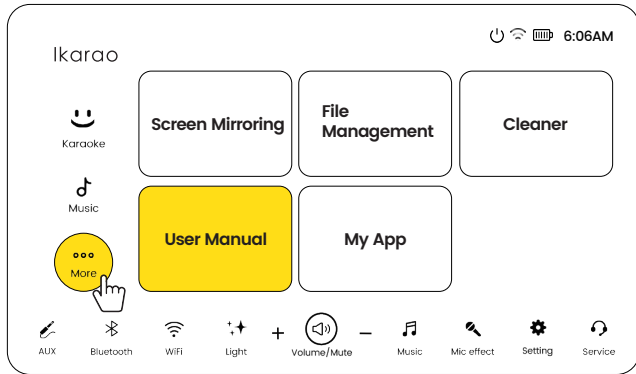 6:06AM
Ikarao
Screen Mirroring
File
Management
Cleaner
Karaoke
Music
User Manual
My App
More
AUX
Bluetooth
WiFi
Light
+
Volume/Mute
−
Music
Mic effect
Setting
Service